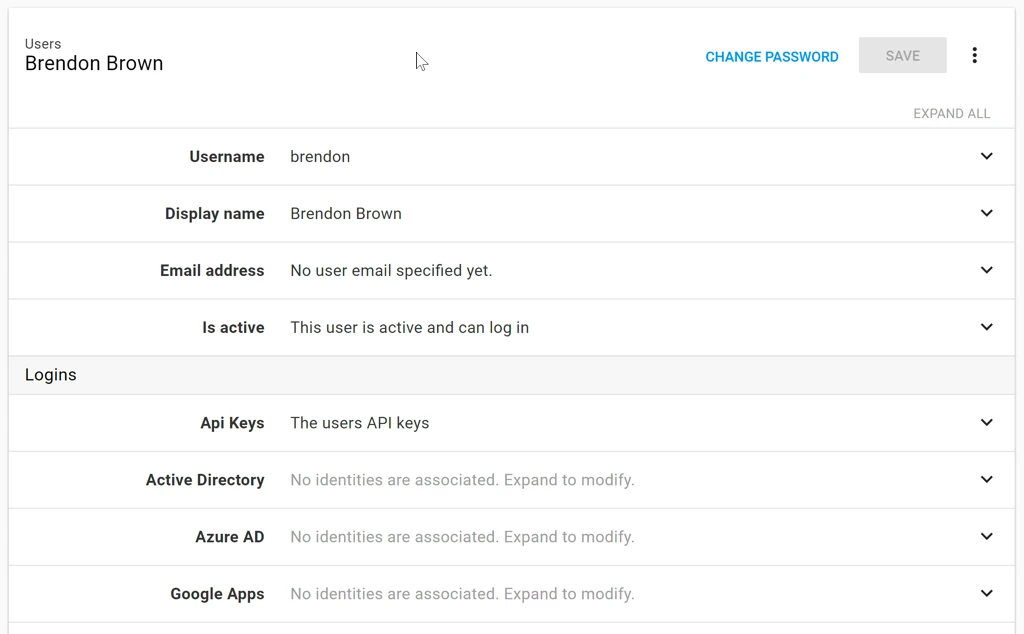 Users
Brendon Brown
CHANGE PASSWORD
SAVE
EXPAND ALL
Username brendon
Display name Brendon Brown
Email address No user email specified yet.
Is active This user is active and can log in
Logins
Api Keys The users API keys
Active Directory No identities are associated. Expand to modify.
Azure AD No identities are associated. Expand to modify.
Google Apps No identities are associated. Expand to modify.